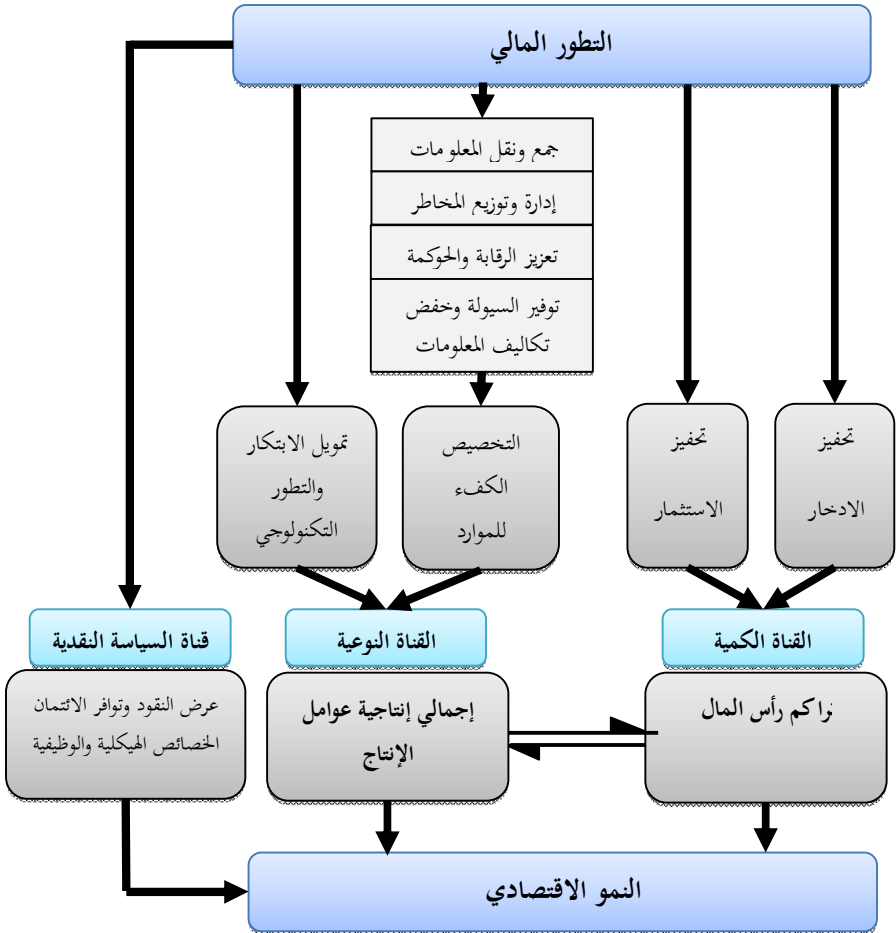 التطور المالي
جمع ونقل المعلومات
إدارة وتوزيع المخاطر
تعزيز الرقابة والحوكمة
توفير السيولة وخفض
تكاليف المعلومات
تحفيز
الادخار
تحفيز
الاستثمار
التخصيص
الكفء
للموارد
تمويل الابتكار
والتطور
التكنولوجي
القناة الكمية
القناة النوعية
قناة السياسة النقدية
تراكم رأس المال
إجمالي إنتاجية عوامل
الإنتاج
عرض النقود وتوافر الائتمان
الخصائص الهيكلية والوظيفية
النمو الاقتصادي